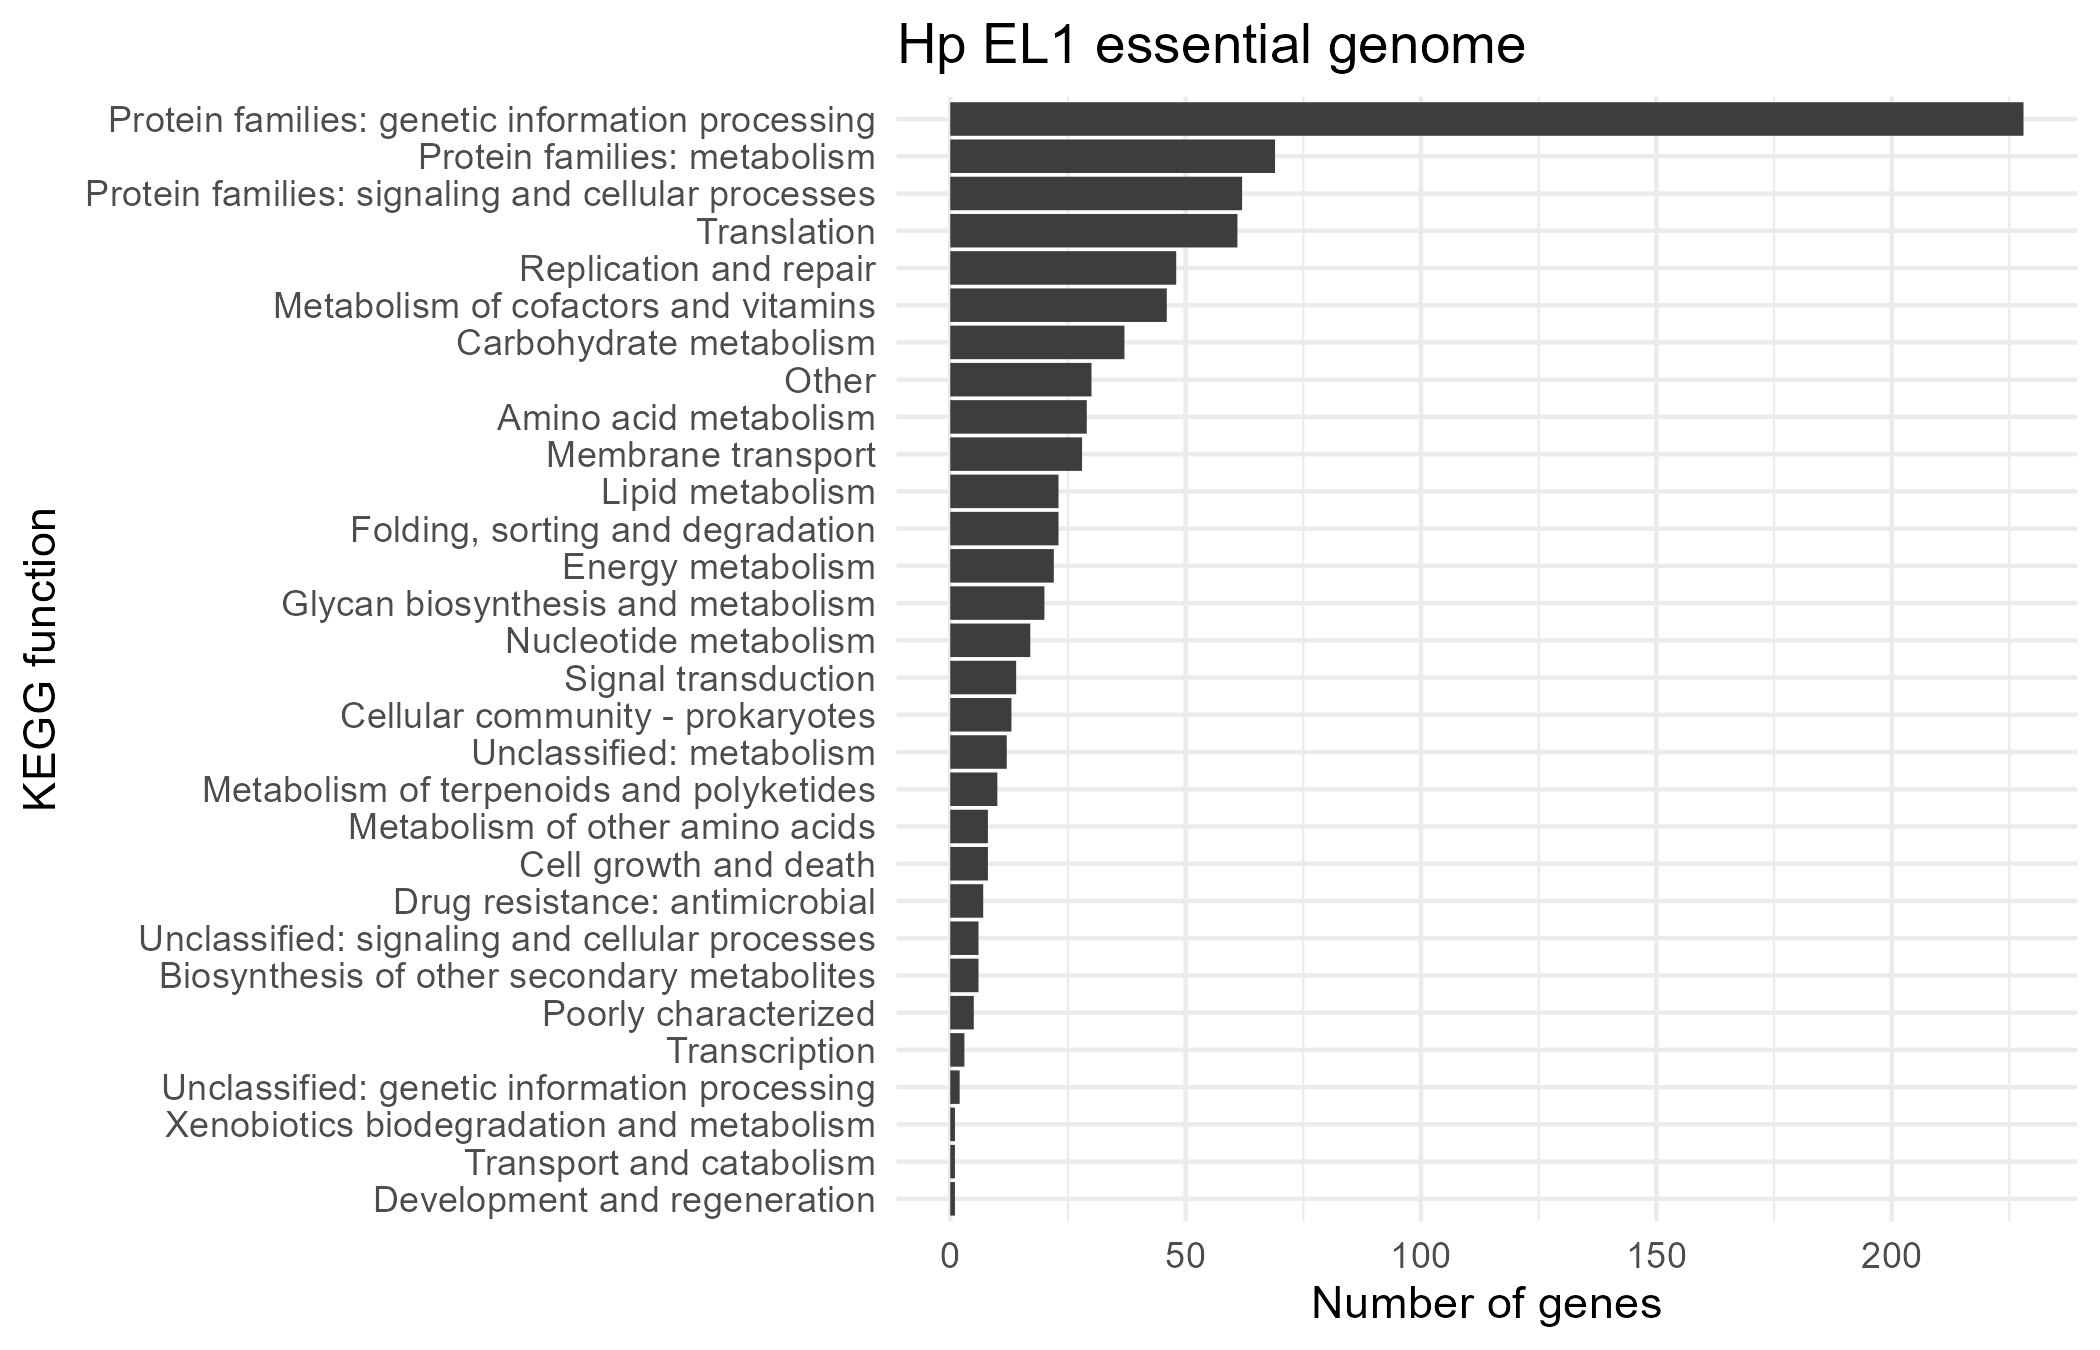 Hp EL1 essential genome
KEGG function
Protein families: genetic information processing
Protein families: metabolism
Protein families: signaling and cellular processes
Translation
Replication and repair
Metabolism of cofactors and vitamins
Carbohydrate metabolism
Other
Amino acid metabolism
Membrane transport
Lipid metabolism
Folding, sorting and degradation
Energy metabolism
Glycan biosynthesis and metabolism
Nucleotide metabolism
Signal transduction
Cellular community - prokaryotes
Unclassified: metabolism
Metabolism of terpenoids and polyketides
Metabolism of other amino acids
Cell growth and death
Drug resistance: antimicrobial
Unclassified: signaling and cellular processes
Biosynthesis of other secondary metabolites
Poorly characterized
Transcription
Unclassified: genetic information processing
Xenobiotics biodegradation and metabolism
Transport and catabolism
Development and regeneration
0 50 100 150 200
Number of genes